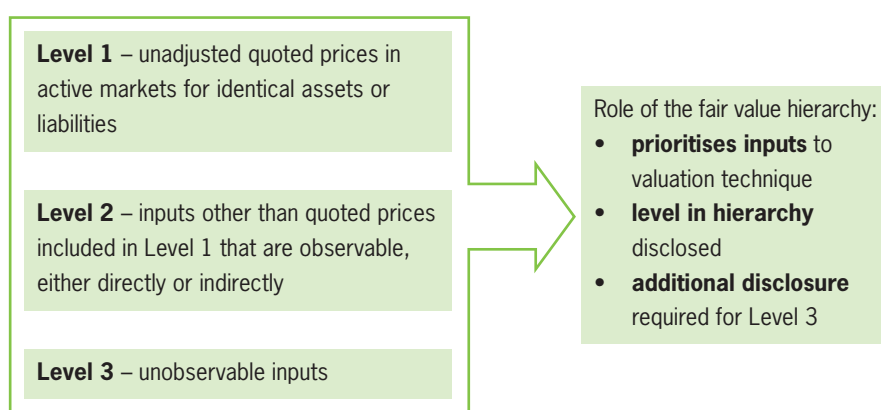 Level 1 – unadjusted quoted prices in
active markets for identical assets or
liabilities
Level 2 – inputs other than quoted prices
included in Level 1 that are observable,
either directly or indirectly
Level 3 – unobservable inputs
Role of the fair value hierarchy:
• prioritises inputs to
valuation technique
• level in hierarchy
disclosed
• additional disclosure
required for Level 3